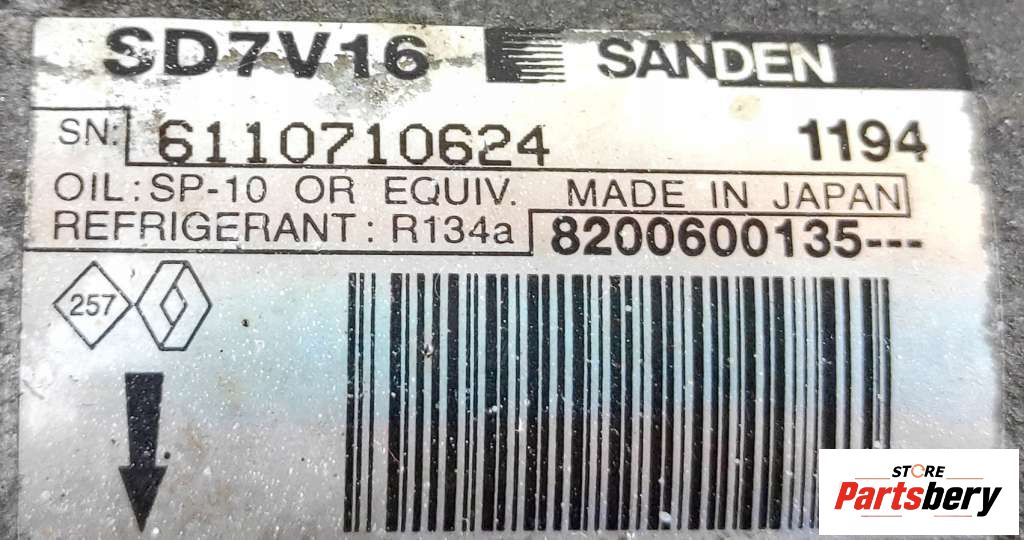 SD7V16 SANDEN
SN: 6110710624 1194
OIL: SP-10 OR EQUIV. MADE IN JAPAN
REFRIGERANT: R134a 8200600135---
257
STORE
Partsbery